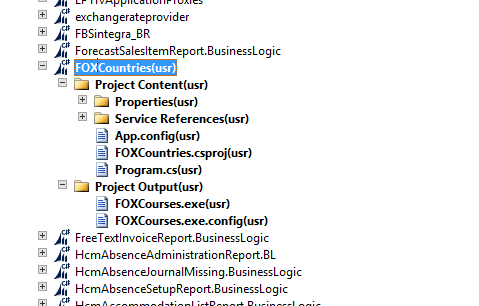 exchangerateprovider
FBSintegra_BR
ForecastSalesItemReport.BusinessLogic
FOXCountries(usr)
Project Content(usr)
Properties(usr)
Service References(usr)
App.config(usr)
FOXCountries.csproj(usr)
Program.cs(usr)
Project Output(usr)
FOXCourses.exe(usr)
FOXCourses.exe.config(usr)
FreeTextInvoiceReport.BusinessLogic
HcmAbsenceAdministrationReport.BL
HcmAbsenceJournalMissing.BusinessLogic
HcmAbsenceSetupReport.BusinessLogic
HcmAccommodationListReport.BusinessLogic